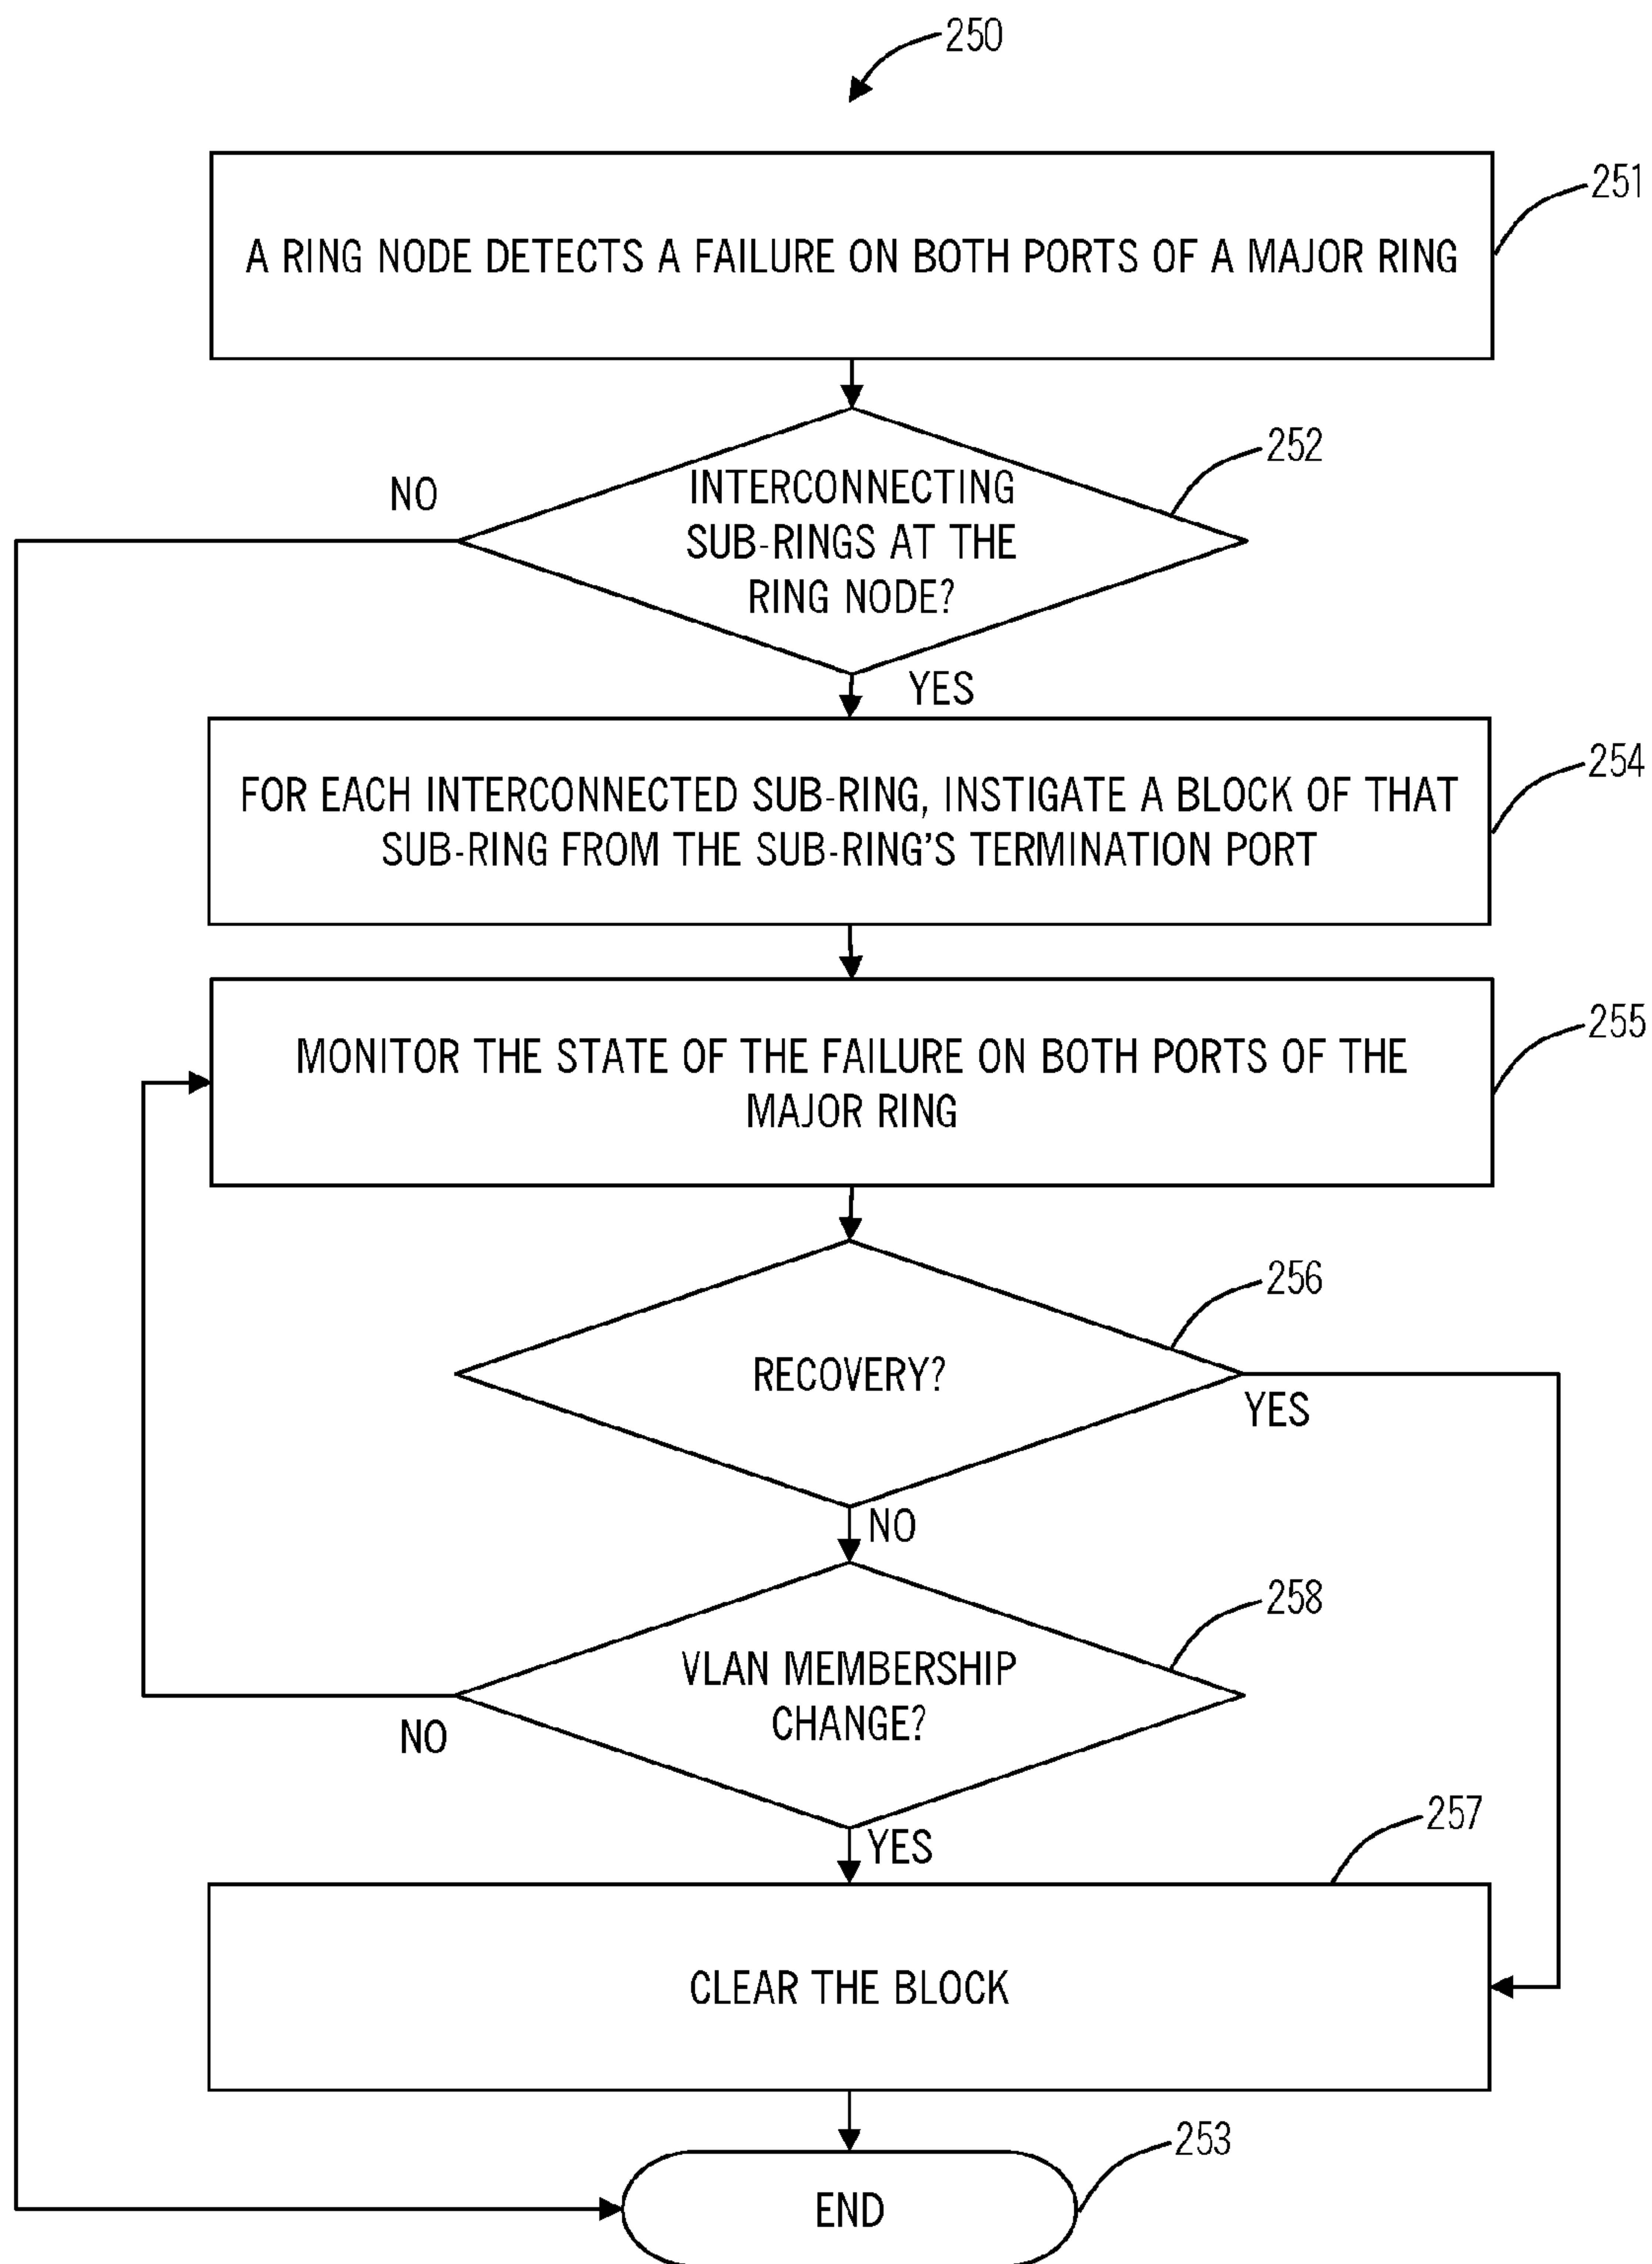 250
A RING NODE DETECTS A FAILURE ON BOTH PORTS OF A MAJOR RING
251
INTERCONNECTING
SUB-RINGS AT THE
RING NODE?
252
NO
YES
FOR EACH INTERCONNECTED SUB-RING, INSTIGATE A BLOCK OF THAT
SUB-RING FROM THE SUB-RING'S TERMINATION PORT
254
MONITOR THE STATE OF THE FAILURE ON BOTH PORTS OF THE
MAJOR RING
255
RECOVERY?
256
YES
NO
VLAN MEMBERSHIP
CHANGE?
258
NO
YES
257
CLEAR THE BLOCK
253
END